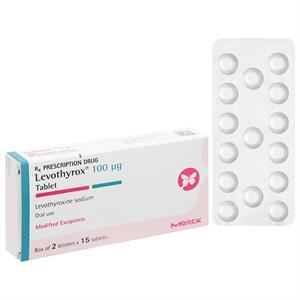 Rx PRESCRIPTION DRUG
Levothyrox® 100 µg
Tablet
Levothyroxine sodium
Oral use
Modified Excipients
Box of 2 blisters x 15 tablets
MERCK